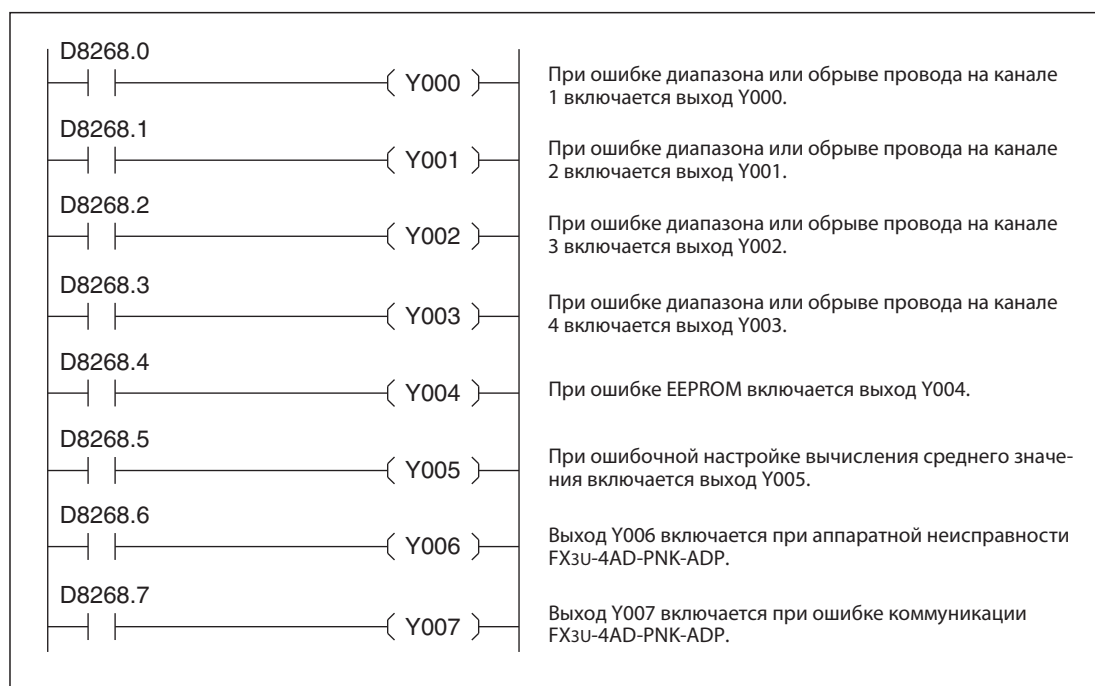 D8268.0
Y000
При ошибке диапазона или обрыве провода на канале
1 включается выход Y000.
D8268.1
Y001
При ошибке диапазона или обрыве провода на канале
2 включается выход Y001.
D8268.2
Y002
При ошибке диапазона или обрыве провода на канале
3 включается выход Y002.
D8268.3
Y003
При ошибке диапазона или обрыве провода на канале
4 включается выход Y003.
D8268.4
Y004
При ошибке EEPROM включается выход Y004.
D8268.5
Y005
При ошибочной настройке вычисления среднего значе-
ния включается выход Y005.
D8268.6
Y006
Выход Y006 включается при аппаратной неисправности
FX3U-4AD-PNK-ADP.
D8268.7
Y007
Выход Y007 включается при ошибке коммуникации
FX3U-4AD-PNK-ADP.